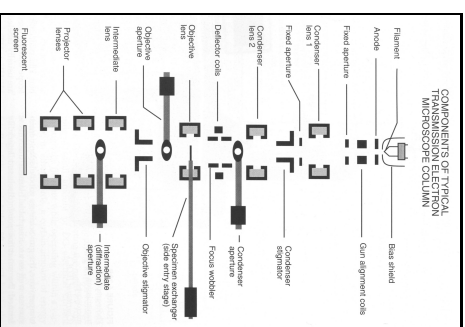 COMPONENTS OF TYPICAL
TRANSMISSION ELECTRON
MICROSCOPE COLUMN
Filament
Anode
Fixed aperture
Condenser
lens 1
Fixed aperture
Condenser
lens 2
Deflector coils
Objective
lens
Objective
aperture
Intermediate
lens
Projector
lenses
Fluorescent
screen
Bias shield
Gun alignment coils
Condenser
stigmator
Condenser
aperture
Focus wobbler
Specimen exchanger
(side entry stage)
Objective stigmator
Intermediate
(diffraction)
aperture